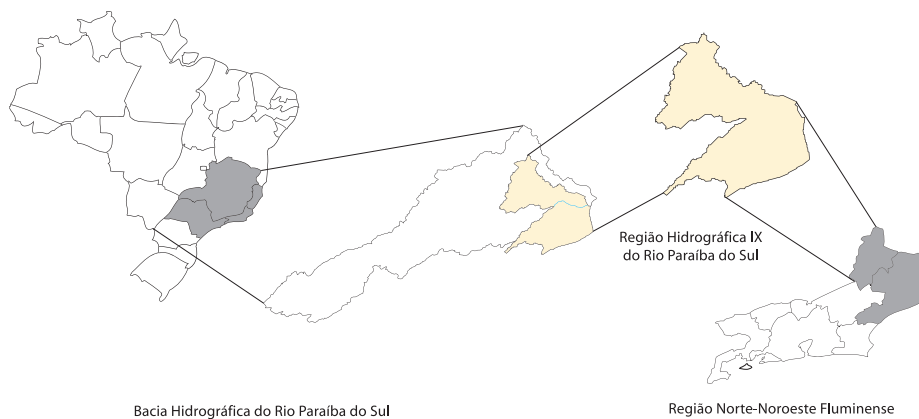 Região Hidrográfica IX
do Rio Paraíba do Sul
Bacia Hidrográfica do Rio Paraíba do Sul
Região Norte-Noroeste Fluminense